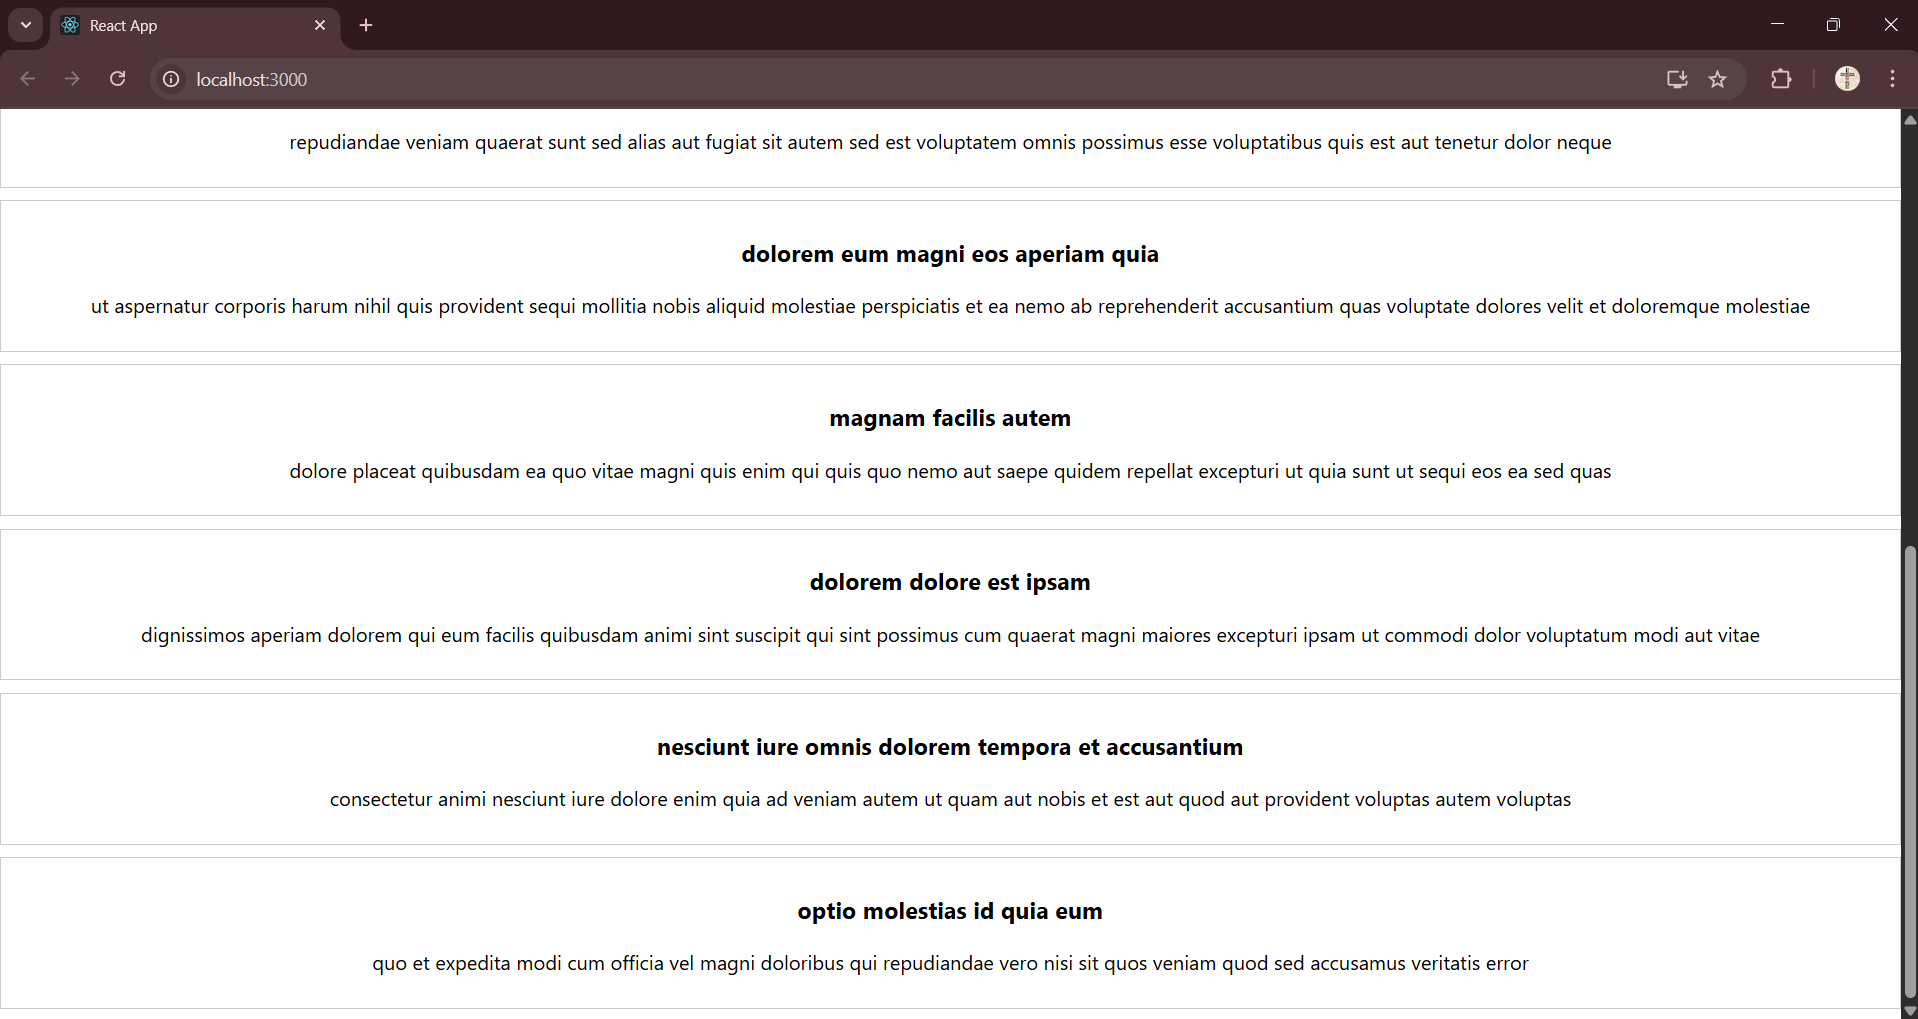 React App
localhost:3000
repudiandae veniam quaerat sunt sed alias aut fugiat sit autem sed est voluptatem omnis possimus esse voluptatibus quis est aut tenetur dolor neque
dolorem eum magni eos aperiam quia
ut aspernatur corporis harum nihil quis provident sequi mollitia nobis aliquid molestiae perspiciatis et ea nemo ab reprehenderit accusantium quas voluptate dolores velit et doloremque molestiae
magnam facilis autem
dolore placeat quibusdam ea quo vitae magni quis enim qui quis quo nemo aut saepe quidem repellat excepturi ut quia sunt ut sequi eos ea sed quas
dolorem dolore est ipsam
dignissimos aperiam dolorem qui eum facilis quibusdam animi sint suscipit qui sint possimus cum quaerat magni maiores excepturi ipsam ut commodi dolor voluptatum modi aut vitae
nesciunt iure omnis dolorem tempora et accusantium
consectetur animi nesciunt iure dolore enim quia ad veniam autem ut quam aut nobis et est aut quod aut provident voluptas autem voluptas
optio molestias id quia eum
quo et expedita modi cum officia vel magni doloribus qui repudiandae vero nisi sit quos veniam quod sed accusamus veritatis error